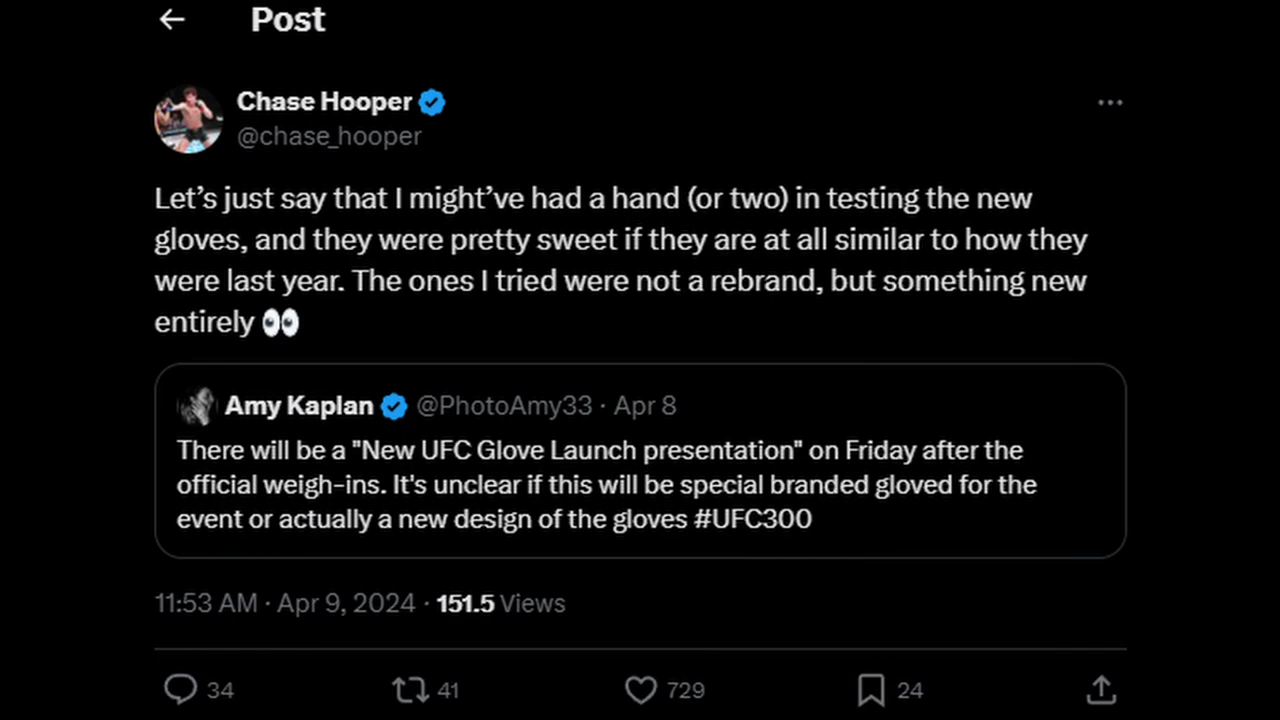 Post
Chase Hooper
@chase_hooper
Let’s just say that I might’ve had a hand (or two) in testing the new
gloves, and they were pretty sweet if they are at all similar to how they
were last year. The ones I tried were not a rebrand, but something new
entirely 👀
Amy Kaplan @PhotoAmy33 · Apr 8
There will be a "New UFC Glove Launch presentation" on Friday after the
official weigh-ins. It's unclear if this will be special branded gloved for the
event or actually a new design of the gloves #UFC300
11:53 AM · Apr 9, 2024 · 151.5 Views
34 41 729 24